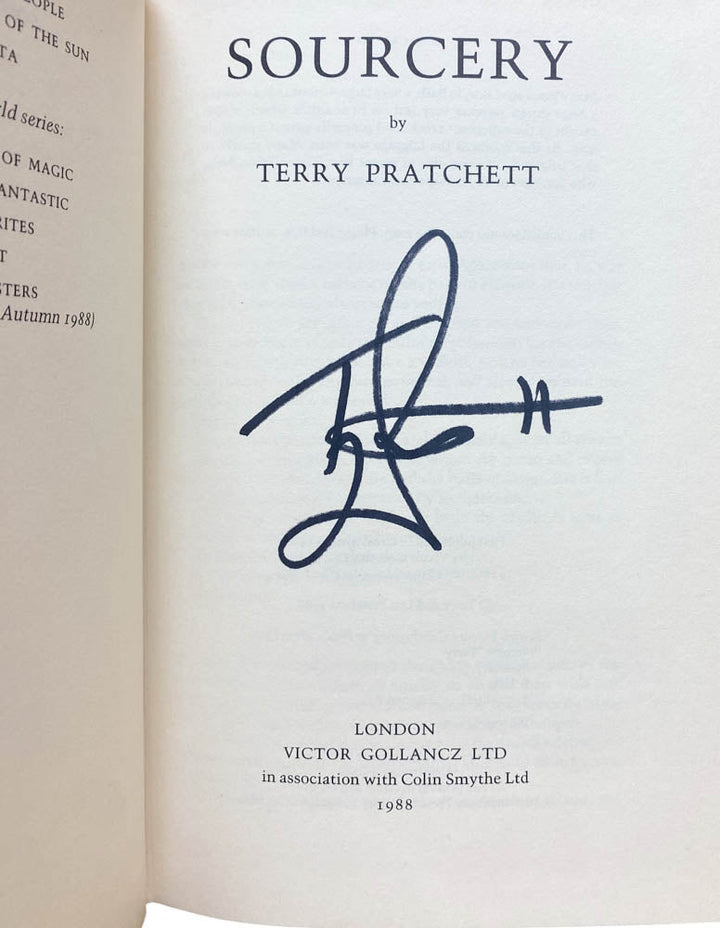 OPLE
OF THE SUN
TA
ld series:
OF MAGIC
ANTASTIC
RITES
T
STERS
Autumn 1988)
SOURCERY
by
TERRY PRATCHETT
LONDON
VICTOR GOLLANCZ LTD
in association with Colin Smythe Ltd
1988